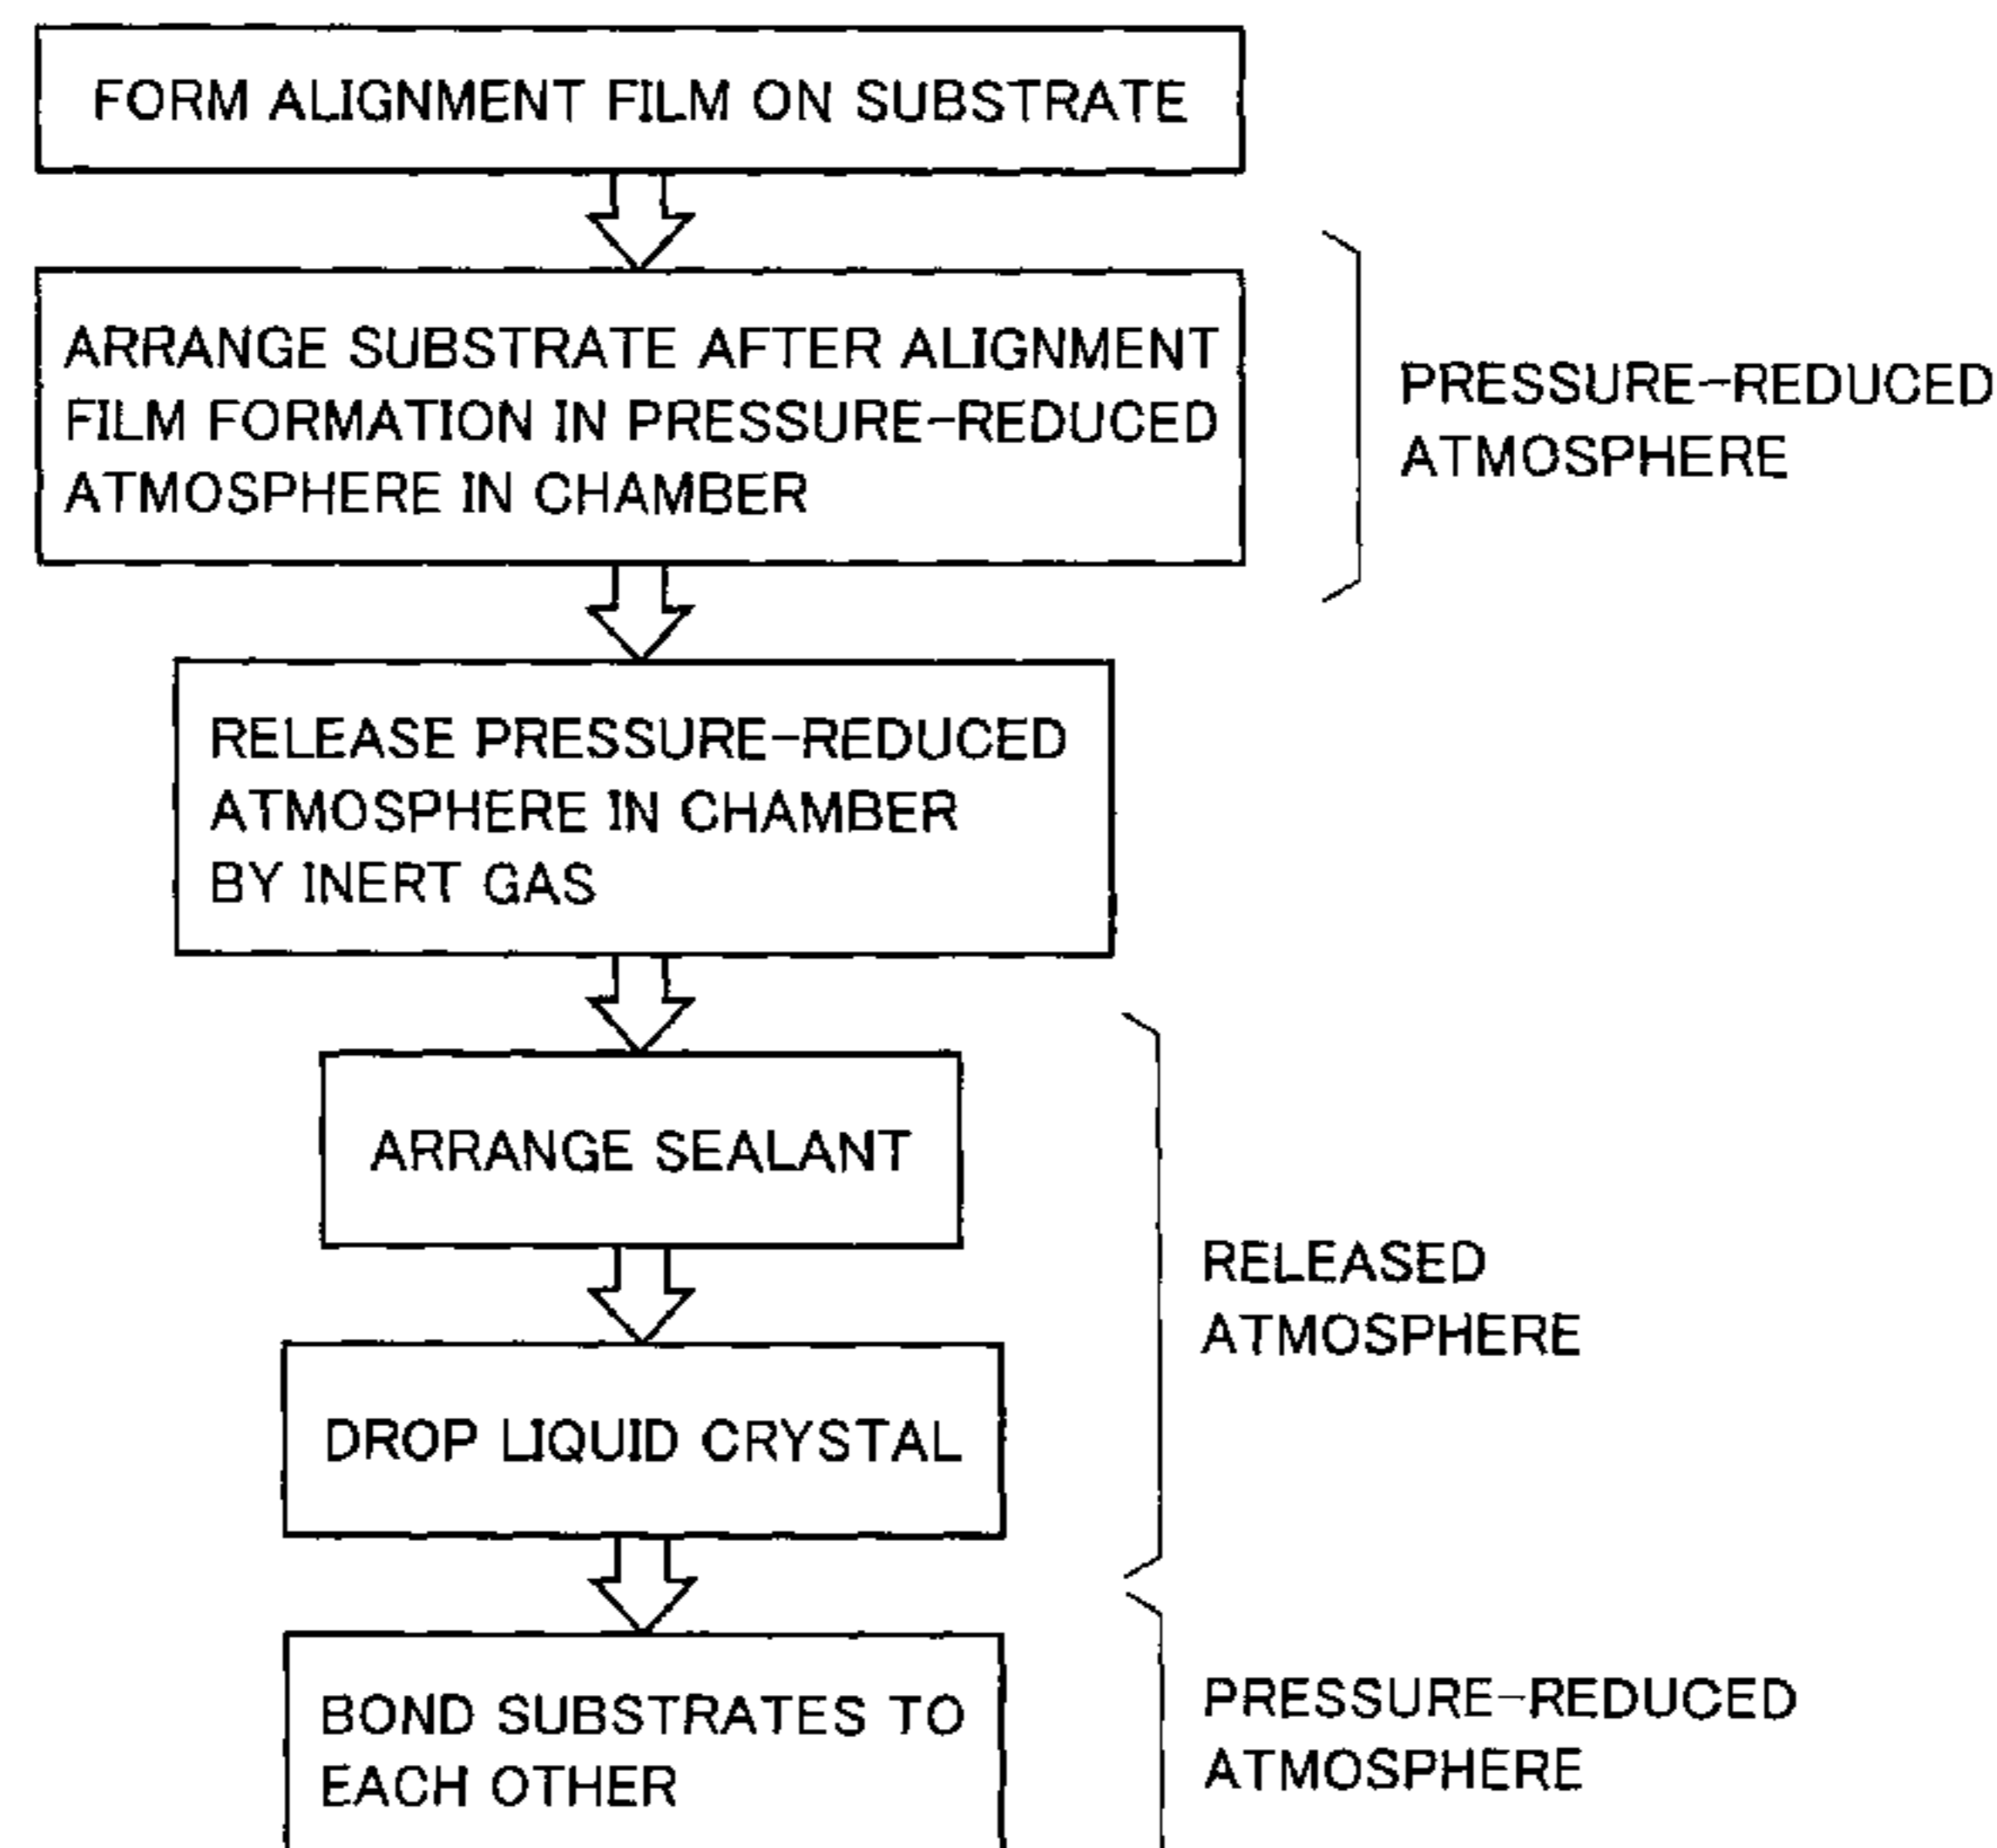 FORM ALIGNMENT FILM ON SUBSTRATE
ARRANGE SUBSTRATE AFTER ALIGNMENT
FILM FORMATION IN PRESSURE-REDUCED
ATMOSPHERE IN CHAMBER
PRESSURE-REDUCED
ATMOSPHERE
RELEASE PRESSURE-REDUCED
ATMOSPHERE IN CHAMBER
BY INERT GAS
ARRANGE SEALANT
DROP LIQUID CRYSTAL
RELEASED
ATMOSPHERE
BOND SUBSTRATES TO
EACH OTHER
PRESSURE-REDUCED
ATMOSPHERE